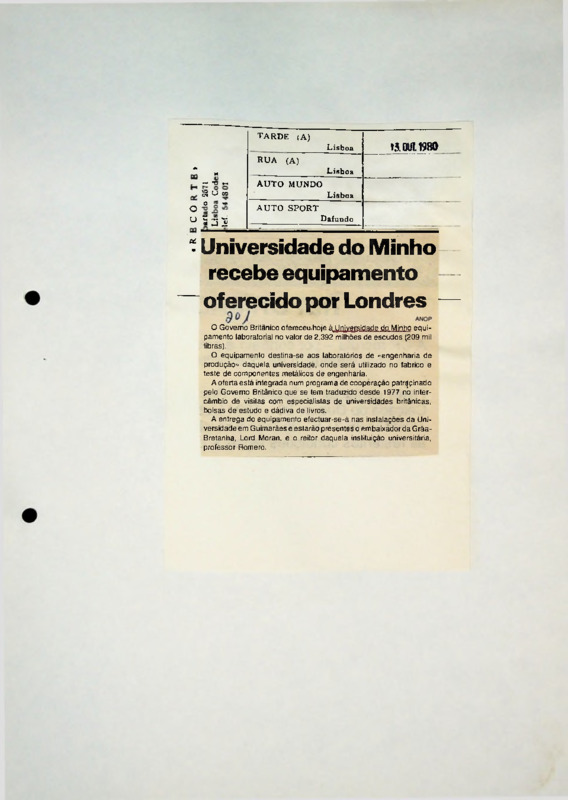 TARDE (A)
Lisboa
13. OUT. 1980
RUA (A)
Lisboa
AUTO MUNDO
Lisboa
AUTO SPORT
Dafundo
«RECORTE»
partado 2571
Lisboa Codex
elef. 54 48 01
Universidade do Minho
recebe equipamento
oferecido por Londres
201
ANOP
O Governo Britânico ofereceu hoje à Universidade do Minho equi-
pamento laboratorial no valor de 2,392 milhões de escudos (209 mil
libras).
O equipamento destina-se aos laboratórios de «engenharia de
produção» daquela universidade, onde será utilizado no fabrico e
teste de componentes metálicos de engenharia.
A oferta está integrada num programa de cooperação patrocinado
pelo Governo Britânico que se tem traduzido desde 1977 no inter-
câmbio de visitas com especialistas de universidades britânicas,
bolsas de estudo e dádiva de livros.
A entrega do equipamento efectuar-se-á nas instalações da Uni-
versidade em Guimarães e estarão presentes o embaixador da Grã-
Bretanha, Lord Moran, e o reitor daquela instituição universitária,
professor Romero.